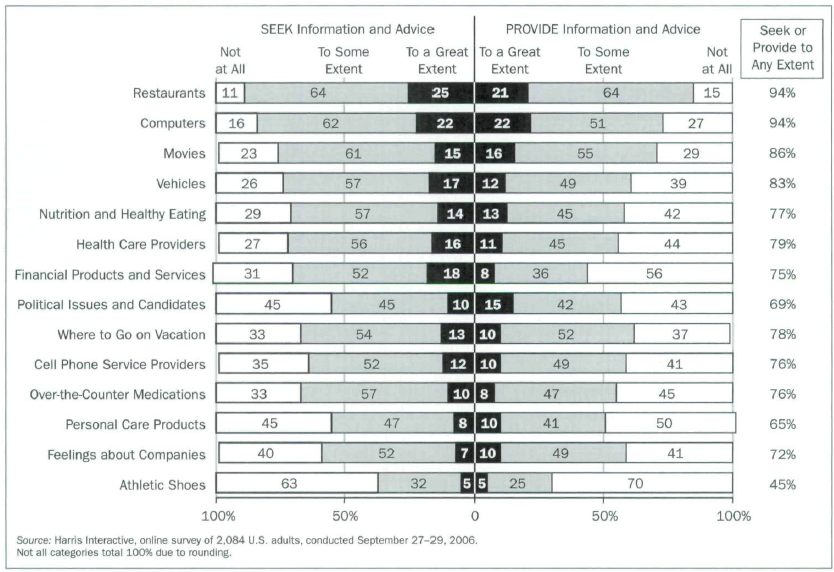 SEEK Information and Advice PROVIDE Information and Advice Seek or Provide to Any Extent
Not at All To Some Extent To a Great Extent To a Great Extent To Some Extent Not at All
Restaurants 11 64 25 21 64 15 94%
Computers 16 62 22 22 51 27 94%
Movies 23 61 15 16 55 29 86%
Vehicles 26 57 17 12 49 39 83%
Nutrition and Healthy Eating 29 57 14 13 45 42 77%
Health Care Providers 27 56 16 11 45 44 79%
Financial Products and Services 31 52 18 8 36 56 75%
Political Issues and Candidates 45 45 10 15 42 43 69%
Where to Go on Vacation 33 54 13 10 52 37 78%
Cell Phone Service Providers 35 52 12 10 49 41 76%
Over-the-Counter Medications 33 57 10 8 47 45 76%
Personal Care Products 45 47 8 10 41 50 65%
Feelings about Companies 40 52 7 10 49 41 72%
Athletic Shoes 63 32 5 5 25 70 45%
100% 50% 0 50% 100%
Source: Harris Interactive, online survey of 2,084 U.S. adults, conducted September 27–29, 2006.
Not all categories total 100% due to rounding.